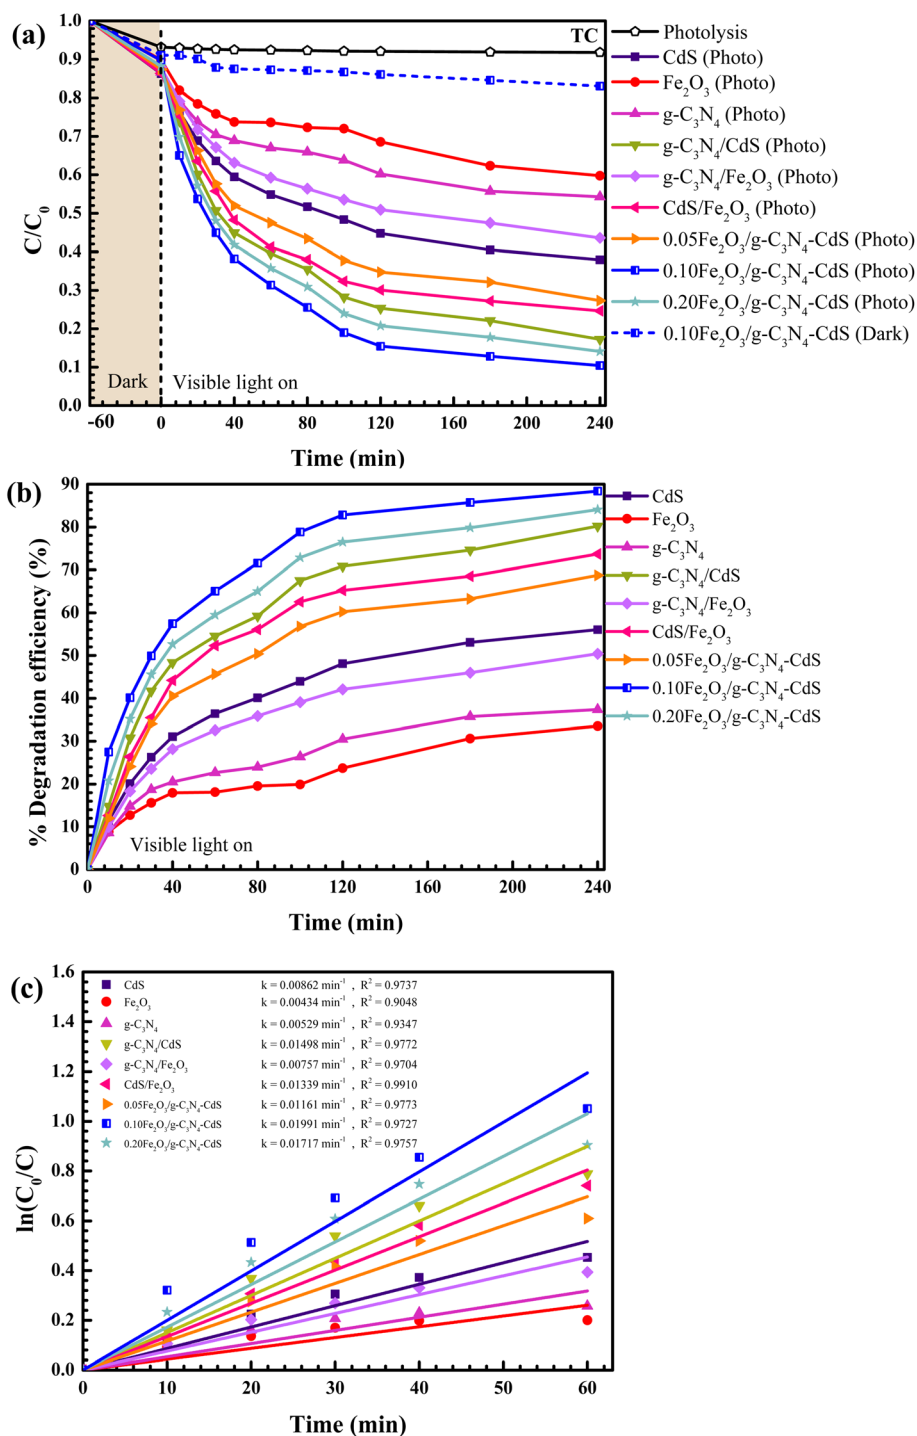 (a)
TC
1.0
0.9
0.8
0.7
0.6
0.5
0.4
0.3
0.2
0.1
0.0
C/C₀
Dark
Visible light on
-60 0 40 80 120 160 200 240
Time (min)
Photolysis
CdS (Photo)
Fe₂O₃ (Photo)
g-C₃N₄ (Photo)
g-C₃N₄/CdS (Photo)
g-C₃N₄/Fe₂O₃ (Photo)
CdS/Fe₂O₃ (Photo)
0.05Fe₂O₃/g-C₃N₄-CdS (Photo)
0.10Fe₂O₃/g-C₃N₄-CdS (Photo)
0.20Fe₂O₃/g-C₃N₄-CdS (Photo)
0.10Fe₂O₃/g-C₃N₄-CdS (Dark)
(b)
90
80
70
60
50
40
30
20
10
0
% Degradation efficiency (%)
Visible light on
0 40 80 120 160 200 240
Time (min)
CdS
Fe₂O₃
g-C₃N₄
g-C₃N₄/CdS
g-C₃N₄/Fe₂O₃
CdS/Fe₂O₃
0.05Fe₂O₃/g-C₃N₄-CdS
0.10Fe₂O₃/g-C₃N₄-CdS
0.20Fe₂O₃/g-C₃N₄-CdS
(c)
1.6
1.4
1.2
1.0
0.8
0.6
0.4
0.2
0.0
ln(C₀/C)
CdS k = 0.00862 min⁻¹ , R² = 0.9737
Fe₂O₃ k = 0.00434 min⁻¹ , R² = 0.9048
g-C₃N₄ k = 0.00529 min⁻¹ , R² = 0.9347
g-C₃N₄/CdS k = 0.01498 min⁻¹ , R² = 0.9772
g-C₃N₄/Fe₂O₃ k = 0.00757 min⁻¹ , R² = 0.9704
CdS/Fe₂O₃ k = 0.01339 min⁻¹ , R² = 0.9910
0.05Fe₂O₃/g-C₃N₄-CdS k = 0.01161 min⁻¹ , R² = 0.9773
0.10Fe₂O₃/g-C₃N₄-CdS k = 0.01991 min⁻¹ , R² = 0.9727
0.20Fe₂O₃/g-C₃N₄-CdS k = 0.01717 min⁻¹ , R² = 0.9757
0 10 20 30 40 50 60
Time (min)